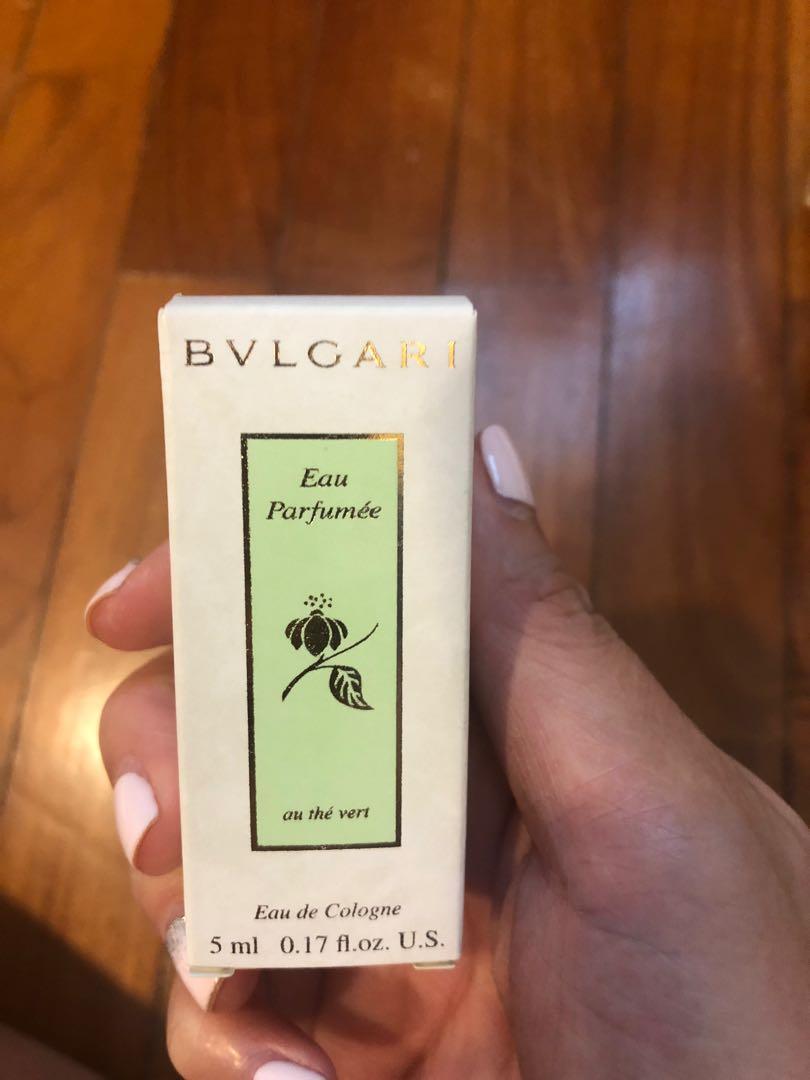 BVLGARI
Eau
Parfumée
au thé vert
Eau de Cologne
5 ml 0.17 fl.oz. U.S.